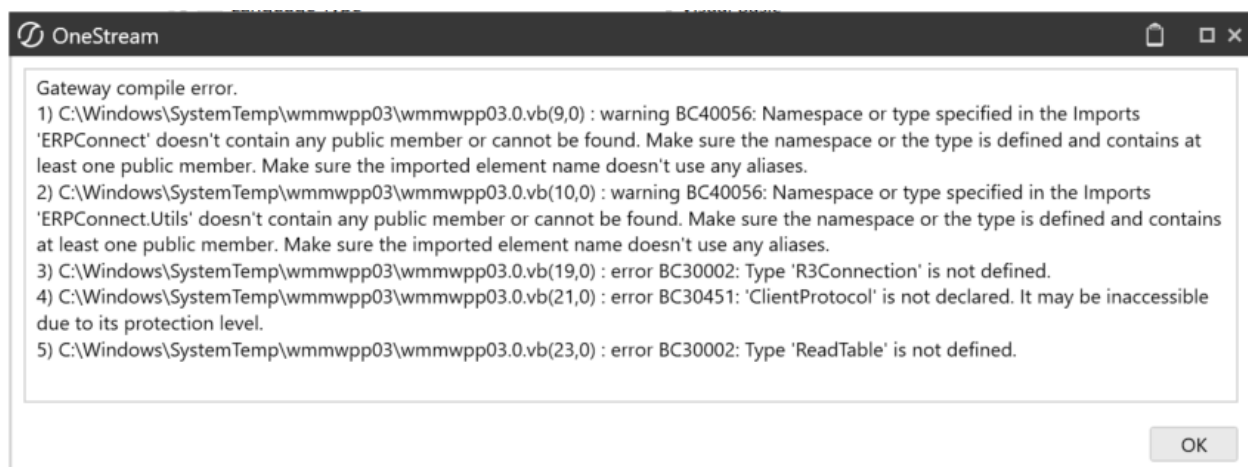 OneStream
Gateway compile error.
1) C:\Windows\SystemTemp\wmmwpp03\wmmwpp03.0.vb(9,0) : warning BC40056: Namespace or type specified in the Imports
'ERPConnect' doesn't contain any public member or cannot be found. Make sure the namespace or the type is defined and contains at
least one public member. Make sure the imported element name doesn't use any aliases.
2) C:\Windows\SystemTemp\wmmwpp03\wmmwpp03.0.vb(10,0) : warning BC40056: Namespace or type specified in the Imports
'ERPConnect.Utils' doesn't contain any public member or cannot be found. Make sure the namespace or the type is defined and contains
at least one public member. Make sure the imported element name doesn't use any aliases.
3) C:\Windows\SystemTemp\wmmwpp03\wmmwpp03.0.vb(19,0) : error BC30002: Type 'R3Connection' is not defined.
4) C:\Windows\SystemTemp\wmmwpp03\wmmwpp03.0.vb(21,0) : error BC30451: 'ClientProtocol' is not declared. It may be inaccessible
due to its protection level.
5) C:\Windows\SystemTemp\wmmwpp03\wmmwpp03.0.vb(23,0) : error BC30002: Type 'ReadTable' is not defined.
OK